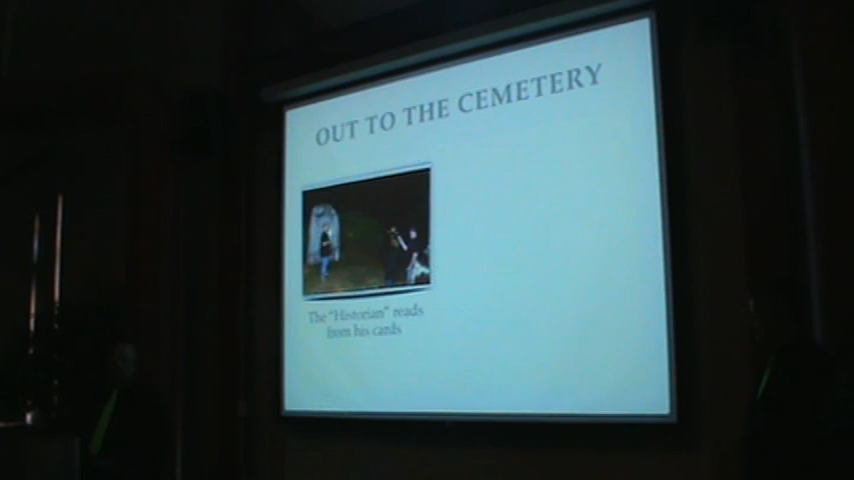 OUT TO THE CEMETERY
The "Historian" reads
from his cards